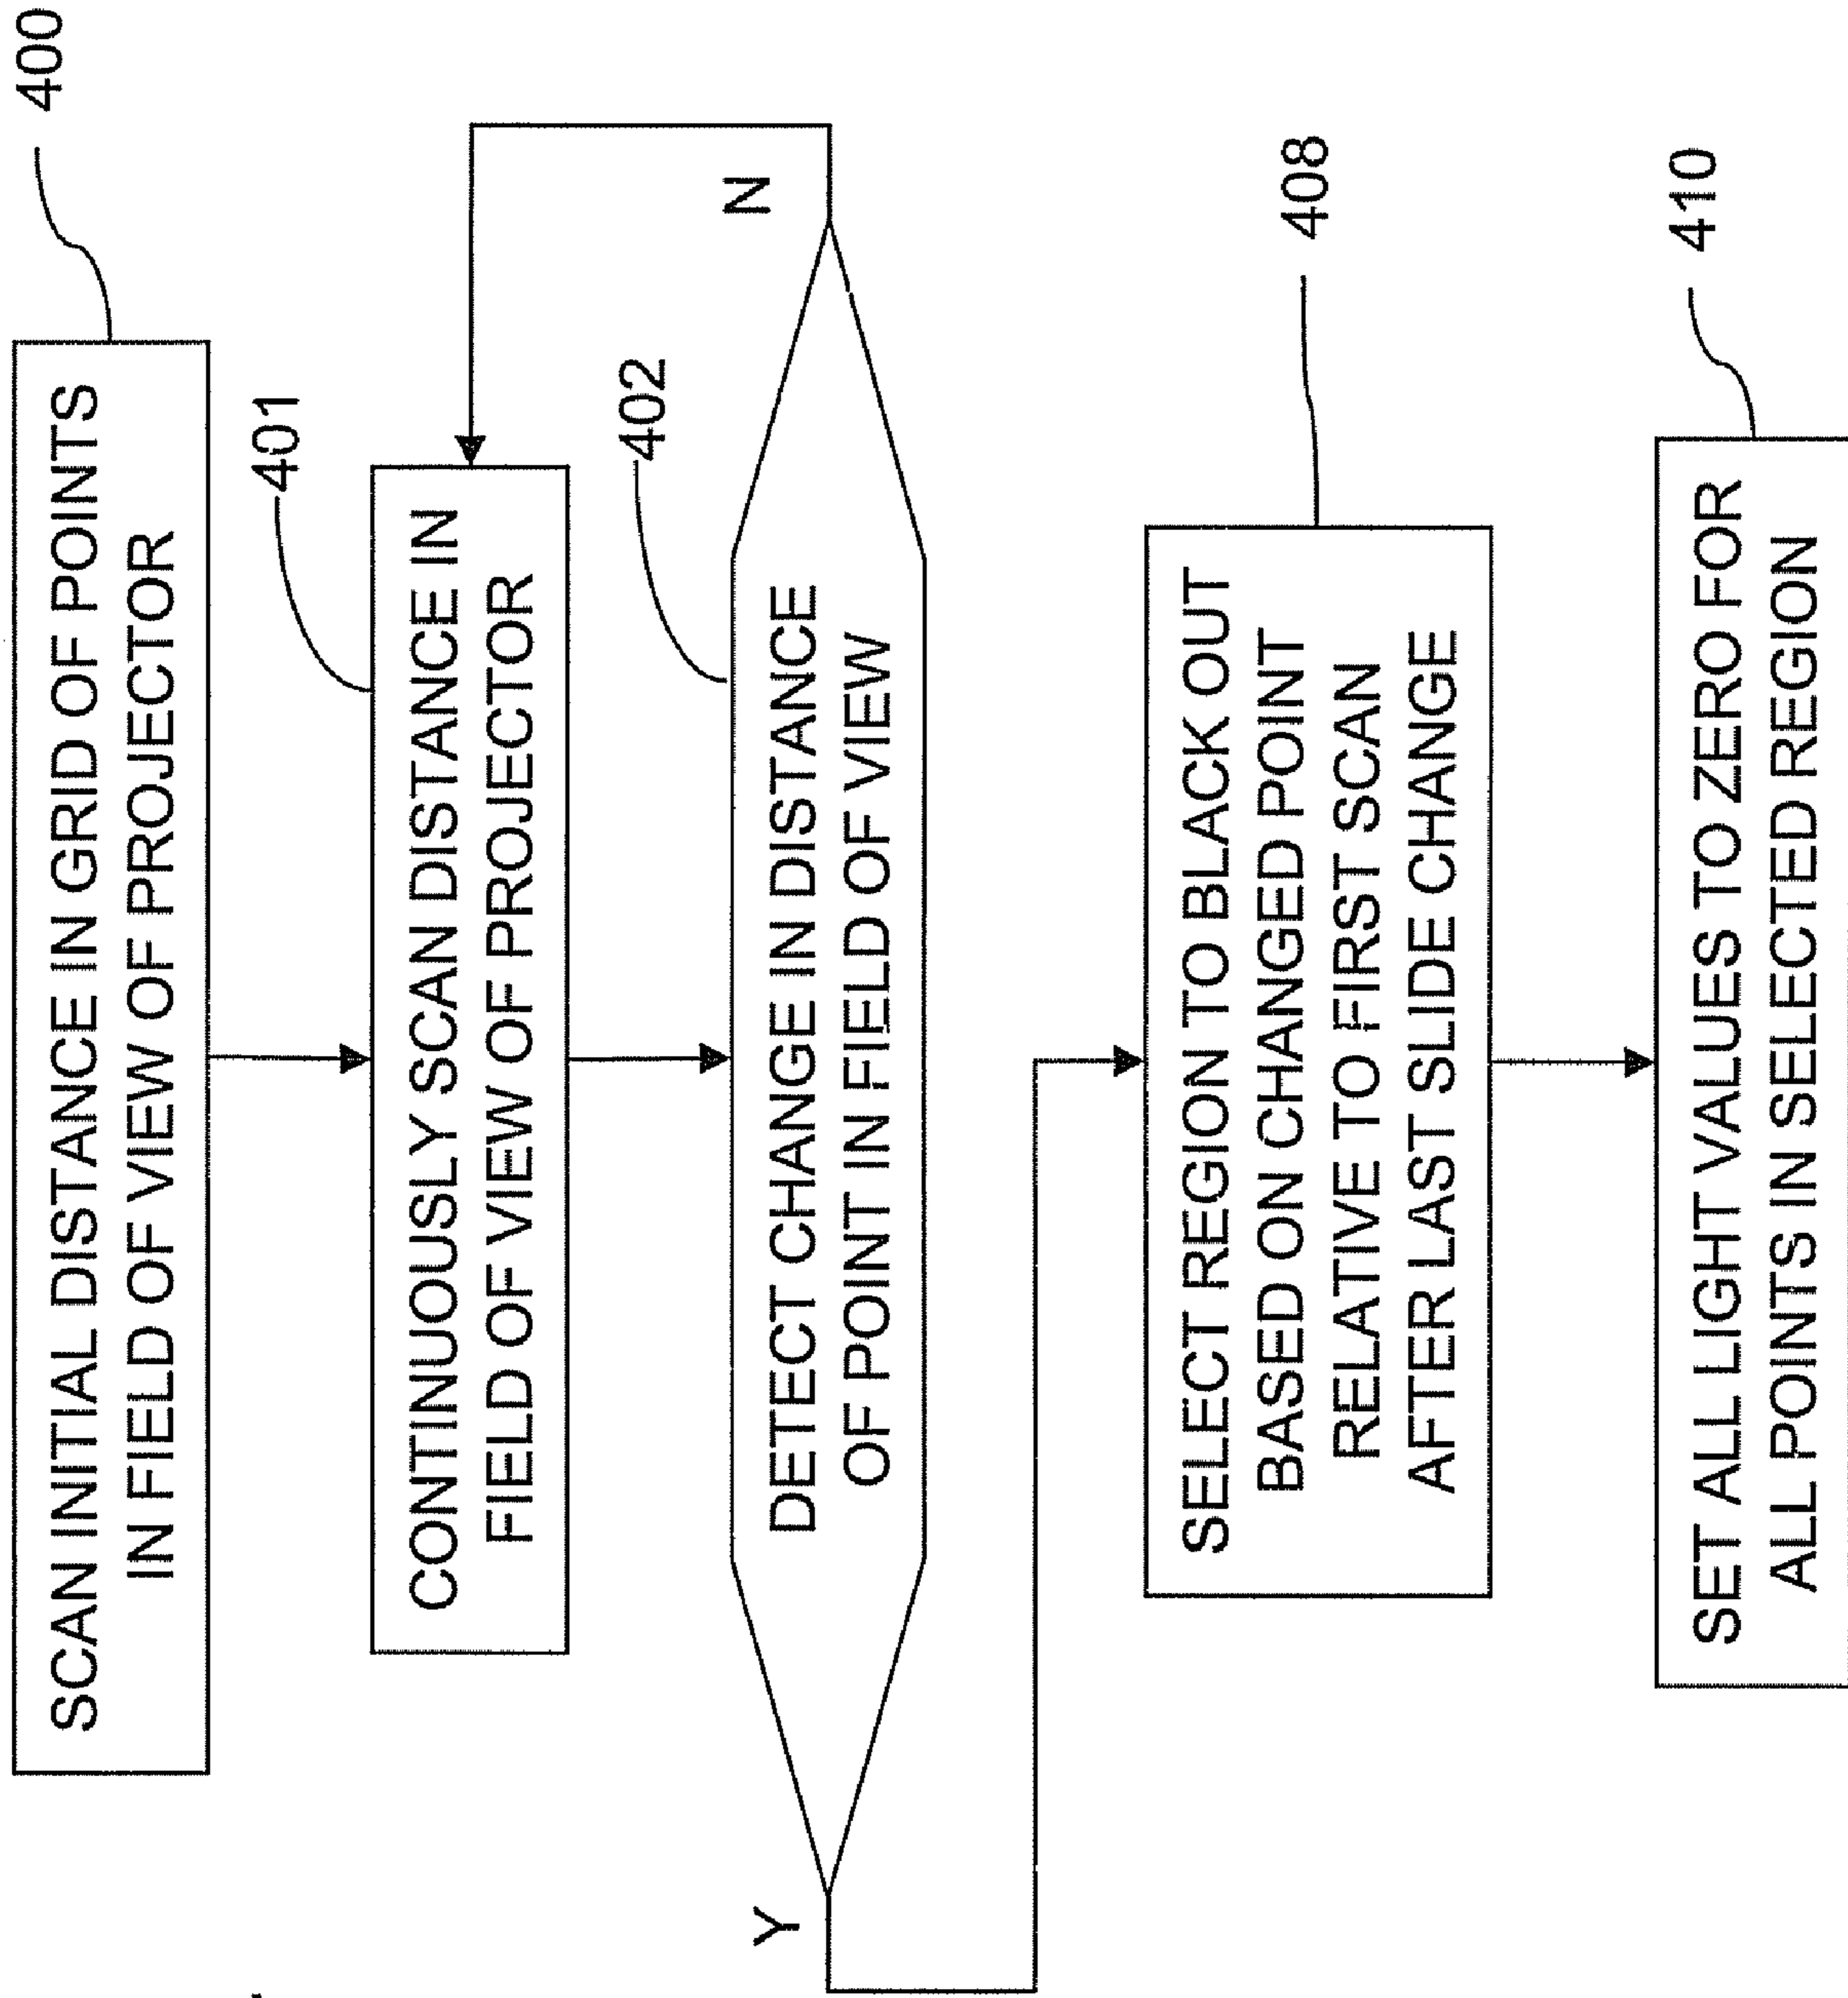 400
SCAN INITIAL DISTANCE IN GRID OF POINTS
IN FIELD OF VIEW OF PROJECTOR
401
CONTINUOUSLY SCAN DISTANCE IN
FIELD OF VIEW OF PROJECTOR
402
DETECT CHANGE IN DISTANCE
OF POINT IN FIELD OF VIEW
Y
N
408
SELECT REGION TO BLACK OUT
BASED ON CHANGED POINT
RELATIVE TO FIRST SCAN
AFTER LAST SLIDE CHANGE
410
SET ALL LIGHT VALUES TO ZERO FOR
ALL POINTS IN SELECTED REGION